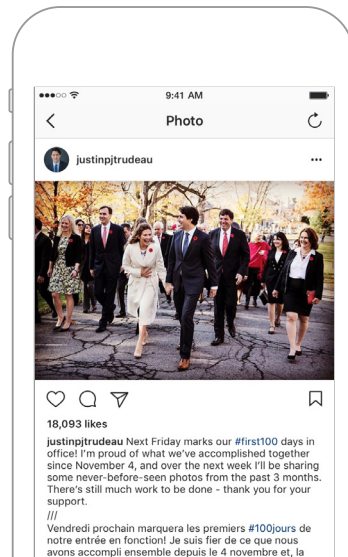 9:41 AM
Photo
justinpjtrudeau
18,093 likes
justinpjtrudeau Next Friday marks our #first100 days in
office! I'm proud of what we've accomplished together
since November 4, and over the next week I'll be sharing
some never-before-seen photos from the past 3 months.
There's still much work to be done - thank you for your
support.
///
Vendredi prochain marquera les premiers #100jours de
notre entrée en fonction! Je suis fier de ce que nous
avons accompli ensemble depuis le 4 novembre et, la